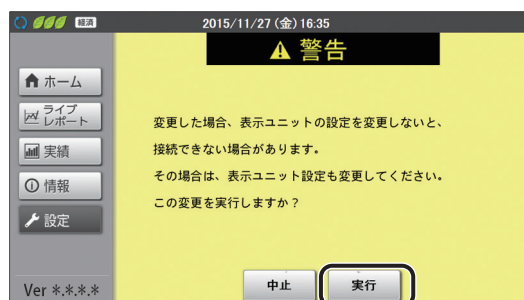 経済
2015/11/27 (金) 16:35
警告
ホーム
ライブ
レポート
実績
情報
設定
変更した場合、表示ユニットの設定を変更しないと、
接続できない場合があります。
その場合は、表示ユニット設定も変更してください。
この変更を実行しますか？
中止
実行
Ver *.*.*.*